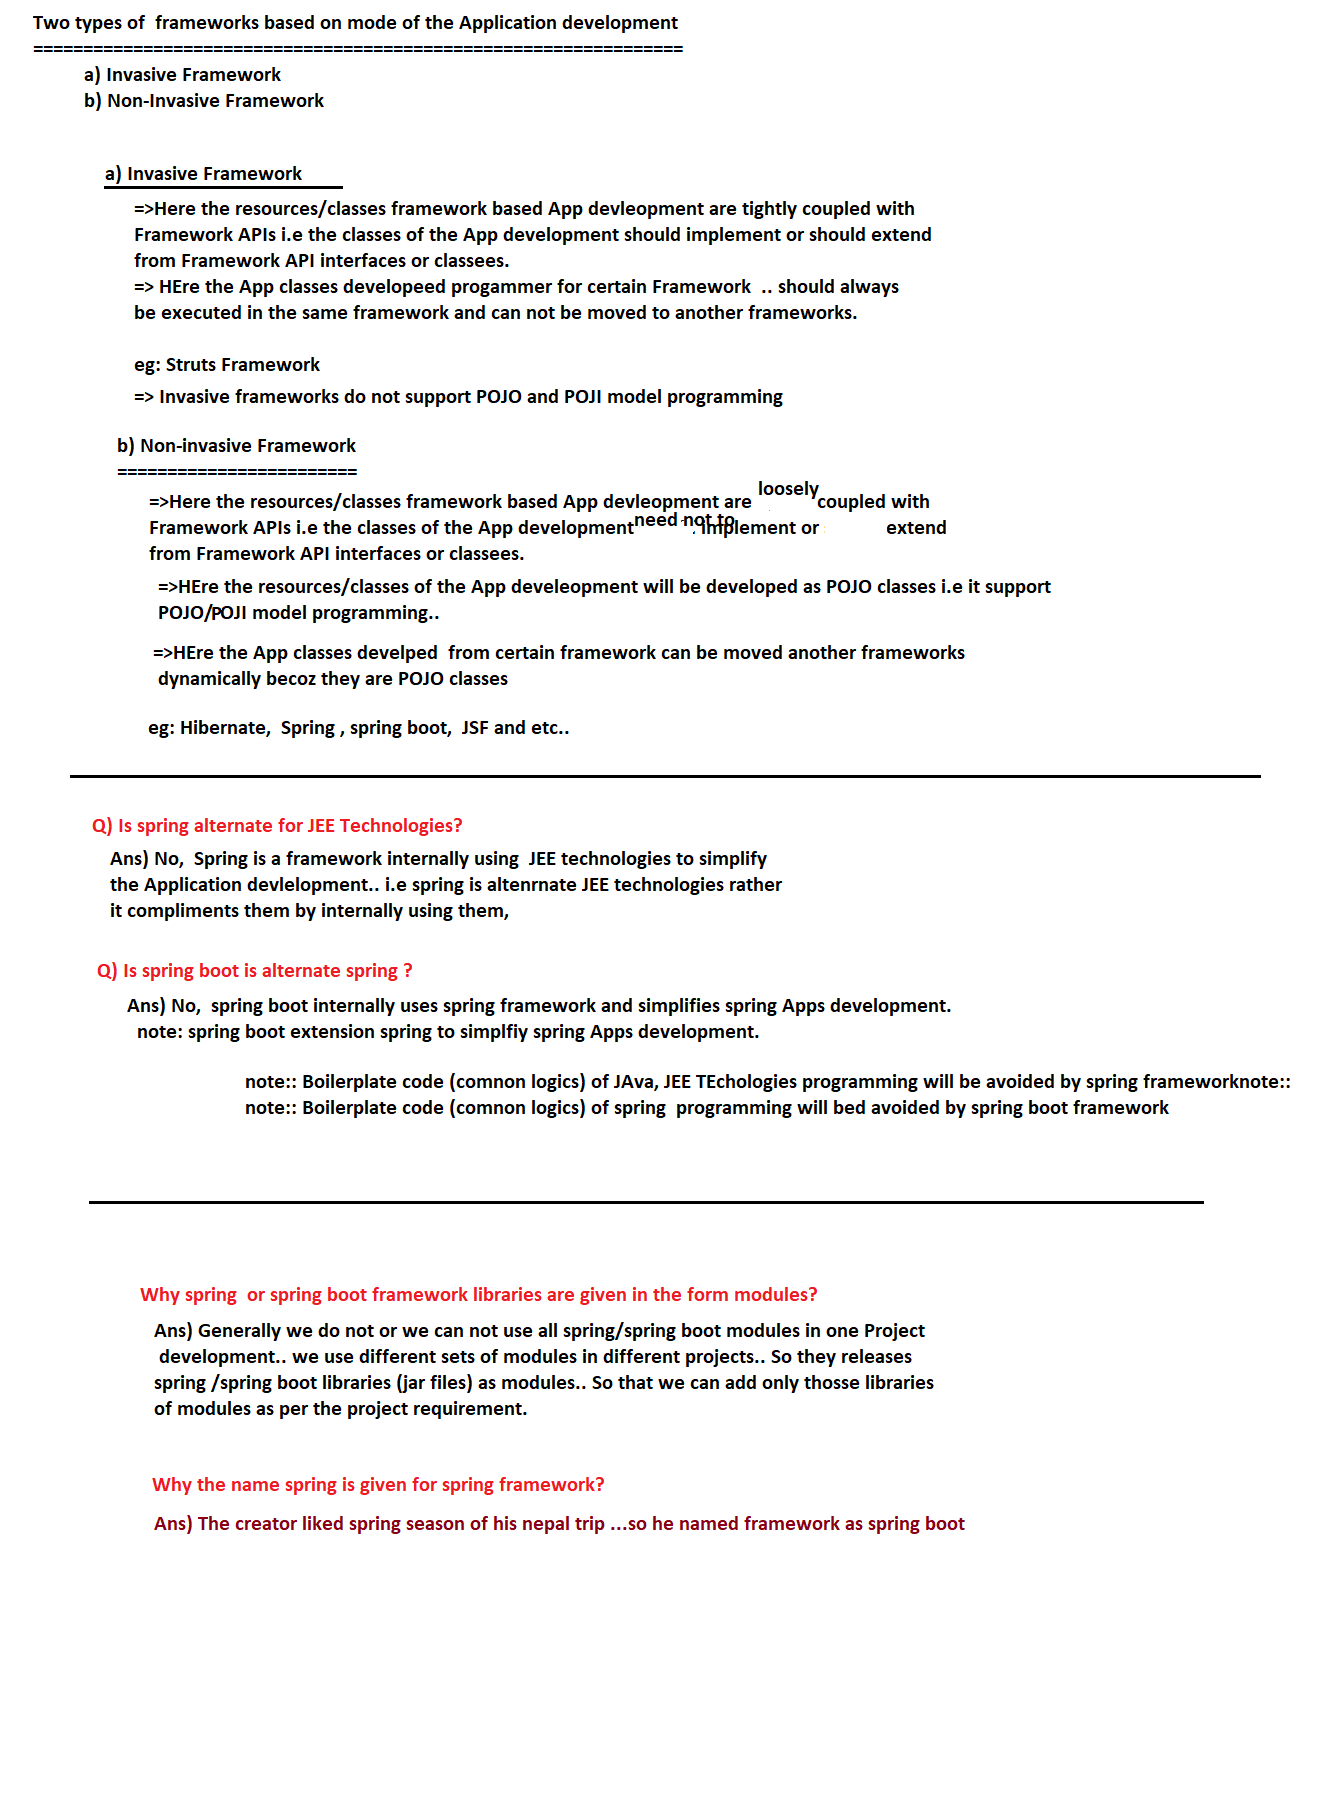 Two types of  frameworks based on mode of the Application development
=================================================================
a) Invasive Framework
b) Non-Invasive Framework
a) Invasive Framework
=>Here the resources/classes framework based App devleopment are tightly coupled with
Framework APIs i.e the classes of the App development should implement or should extend
from Framework API interfaces or classees.
=> HEre the App classes developeed progammer for certain Framework  .. should always
be executed in the same framework and can not be moved to another frameworks.
eg: Struts Framework
=> Invasive frameworks do not support POJO and POJI model programming
b) Non-invasive Framework
========================
=>Here the resources/classes framework based App devleopment are loosely coupled with
Framework APIs i.e the classes of the App development need not to implement or extend
from Framework API interfaces or classees.
=>HEre the resources/classes of the App develeopment will be developed as POJO classes i.e it support
POJO/POJI model programming..
=>HEre the App classes develped  from certain framework can be moved another frameworks
dynamically becoz they are POJO classes
eg: Hibernate,  Spring , spring boot,  JSF and etc..
Q) Is spring alternate for JEE Technologies?
Ans) No,  Spring is a framework internally using  JEE technologies to simplify
the Application devlelopment.. i.e spring is altenrnate JEE technologies rather
it compliments them by internally using them,
Q) Is spring boot is alternate spring ?
Ans) No,  spring boot internally uses spring framework and simplifies spring Apps development.
note: spring boot extension spring to simplfiy spring Apps development.
note:: Boilerplate code (comnon logics) of JAva, JEE TEchologies programming will be avoided by spring frameworknote::
note:: Boilerplate code (comnon logics) of spring  programming will bed avoided by spring boot framework
Why spring  or spring boot framework libraries are given in the form modules?
Ans) Generally we do not or we can not use all spring/spring boot modules in one Project
development.. we use different sets of modules in different projects.. So they releases
spring /spring boot libraries (jar files) as modules.. So that we can add only thosse libraries
of modules as per the project requirement.
Why the name spring is given for spring framework?
Ans) The creator liked spring season of his nepal trip ...so he named framework as spring boot